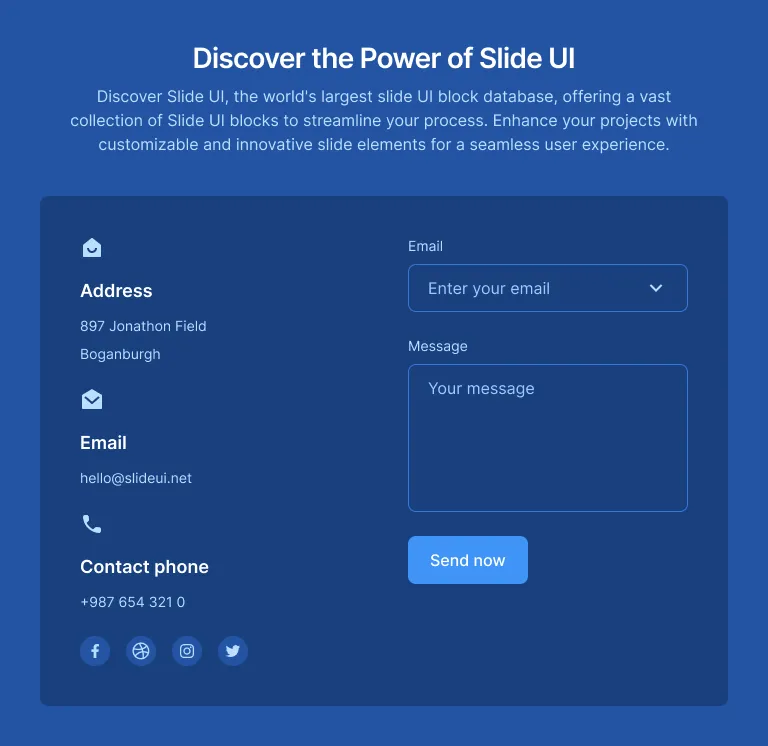 Discover the Power of Slide UI
Discover Slide UI, the world's largest slide UI block database, offering a vast
collection of Slide UI blocks to streamline your process. Enhance your projects with
customizable and innovative slide elements for a seamless user experience.
Address
897 Jonathon Field
Boganburgh
Email
hello@slideui.net
Contact phone
+987 654 321 0
Email
Enter your email
Message
Your message
Send now